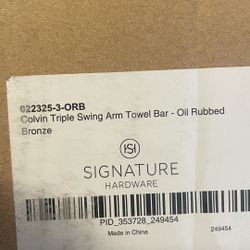 022325-3-ORB
Colvin Triple Swing Arm Towel Bar - Oil Rubbed
Bronze
SIGNATURE
HARDWARE
PID_353728_249454
Made in China
249454